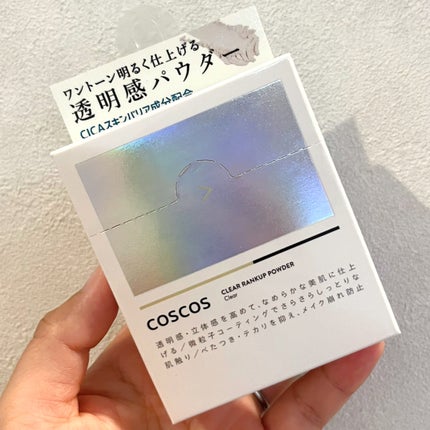 ワントーン明るく仕上げる
透明感パウダー
CICAスキンバリア成分配合
COSCOS
CLEAR RANKUP POWDER
Clear
透明感・立体感を高めて、なめらかな美肌に仕上
げる／微粒子コーティングでさらさらしっとりな
肌触り／べたつき・テカリを抑え、メイク崩れ防止